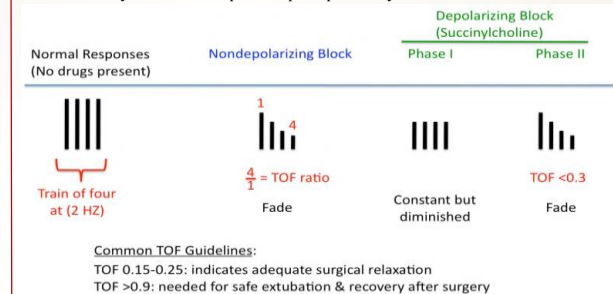 Depolarizing Block
(Succinylcholine)
Normal Responses
(No drugs present)
Nondepolarizing Block
Phase I
Phase II
1
4
4/1 = TOF ratio
TOF <0.3
Train of four
at (2 HZ)
Fade
Constant but
diminished
Fade
Common TOF Guidelines:
TOF 0.15-0.25: indicates adequate surgical relaxation
TOF >0.9: needed for safe extubation & recovery after surgery